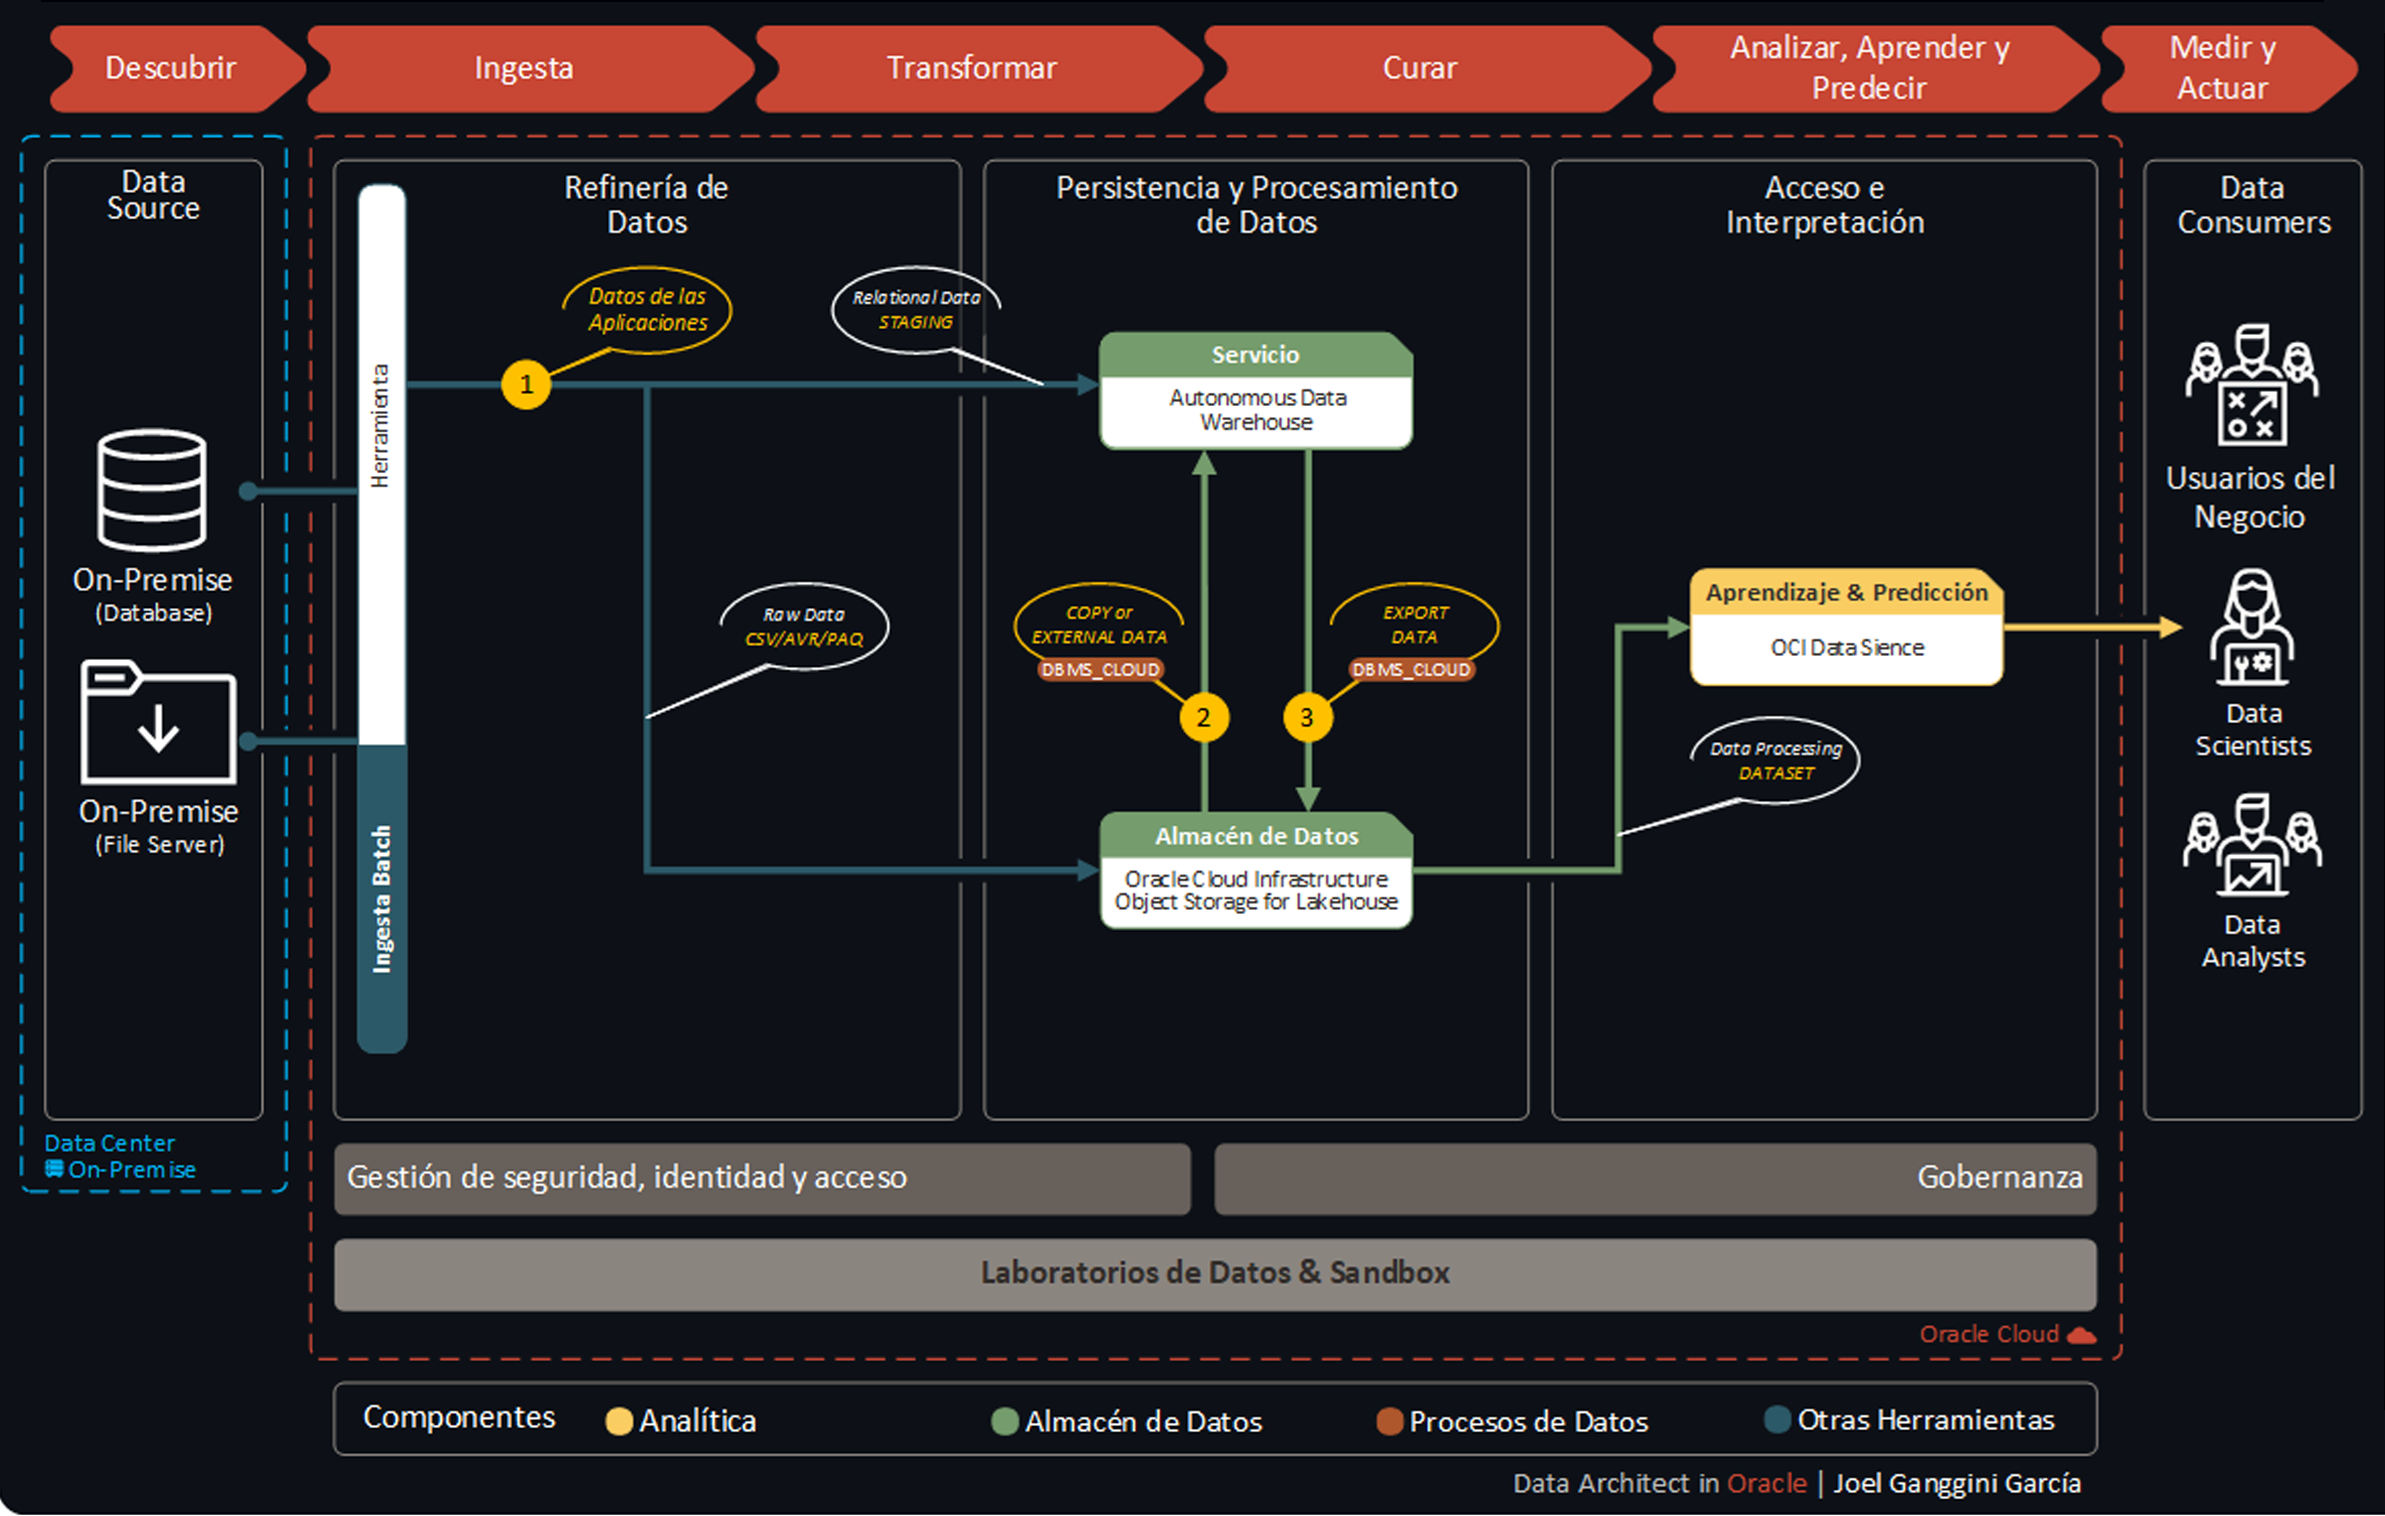 Descubrir
Ingesta
Transformar
Curar
Analizar, Aprender y
Predecir
Medir y
Actuar
Data
Source
On-Premise
(Database)
On-Premise
(File Server)
Data Center
On-Premise
Herramienta
Ingesta Batch
Refinería de
Datos
1
Datos de las
Aplicaciones
Relational Data
STAGING
Raw Data
CSV/AVR/PAQ
Persistencia y Procesamiento
de Datos
Servicio
Autonomous Data
Warehouse
COPY or
EXTERNAL DATA
DBMS_CLOUD
2
EXPORT
DATA
DBMS_CLOUD
3
Almacén de Datos
Oracle Cloud Infrastructure
Object Storage for Lakehouse
Acceso e
Interpretación
Aprendizaje & Predicción
OCI Data Sience
Data Processing
DATASET
Data
Consumers
Usuarios del
Negocio
Data
Scientists
Data
Analysts
Gestión de seguridad, identidad y acceso
Gobernanza
Laboratorios de Datos & Sandbox
Oracle Cloud
Componentes
Analítica
Almacén de Datos
Procesos de Datos
Otras Herramientas
Data Architect in Oracle | Joel Ganggini García